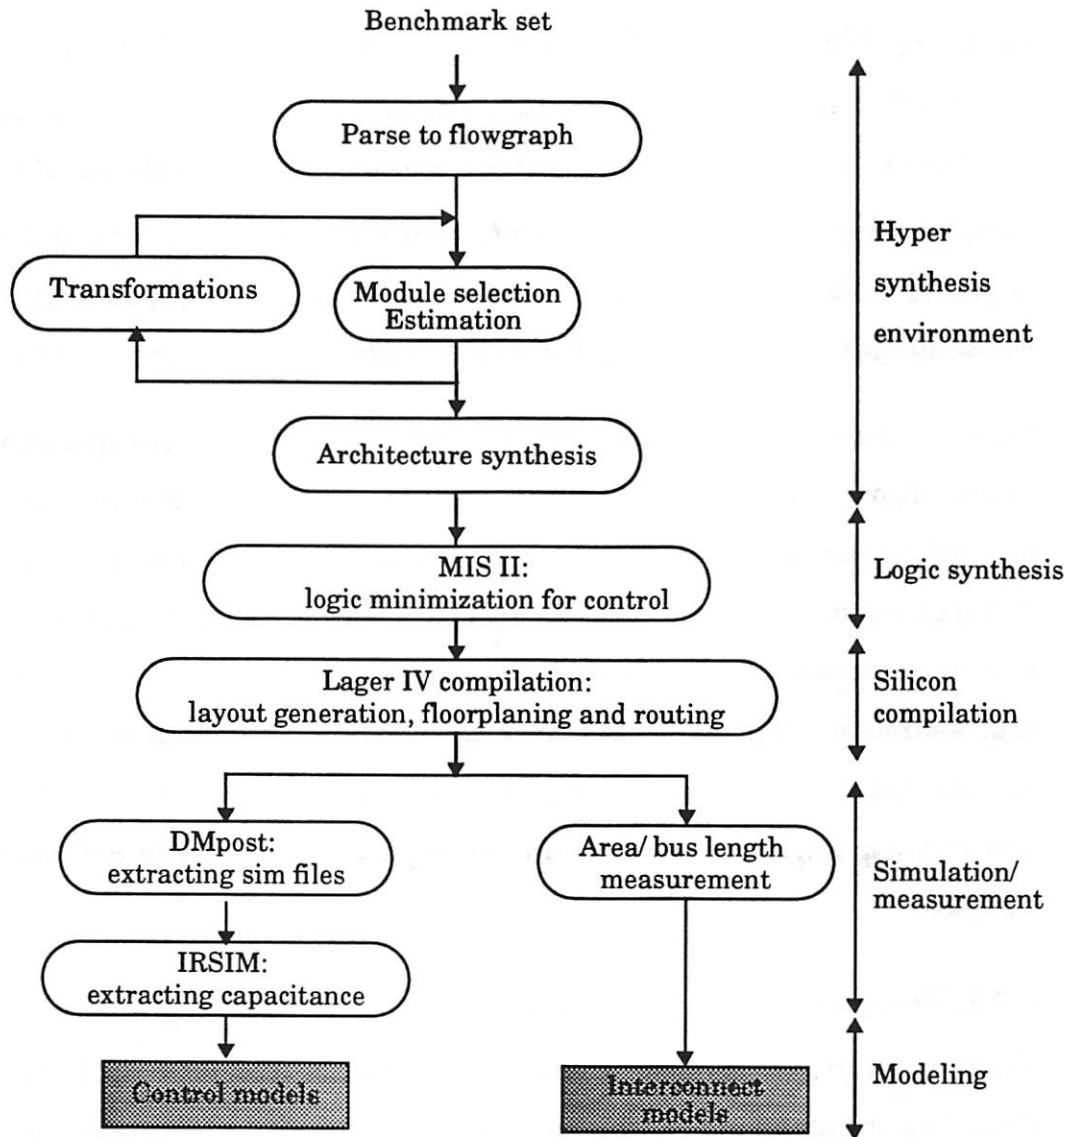 Benchmark set
Parse to flowgraph
Transformations
Module selection
Estimation
Architecture synthesis
MIS II:
logic minimization for control
Lager IV compilation:
layout generation, floorplaning and routing
DMpost:
extracting sim files
Area/ bus length
measurement
IRSIM:
extracting capacitance
Control models
Interconnect
models
Hyper
synthesis
environment
Logic synthesis
Silicon
compilation
Simulation/
measurement
Modeling